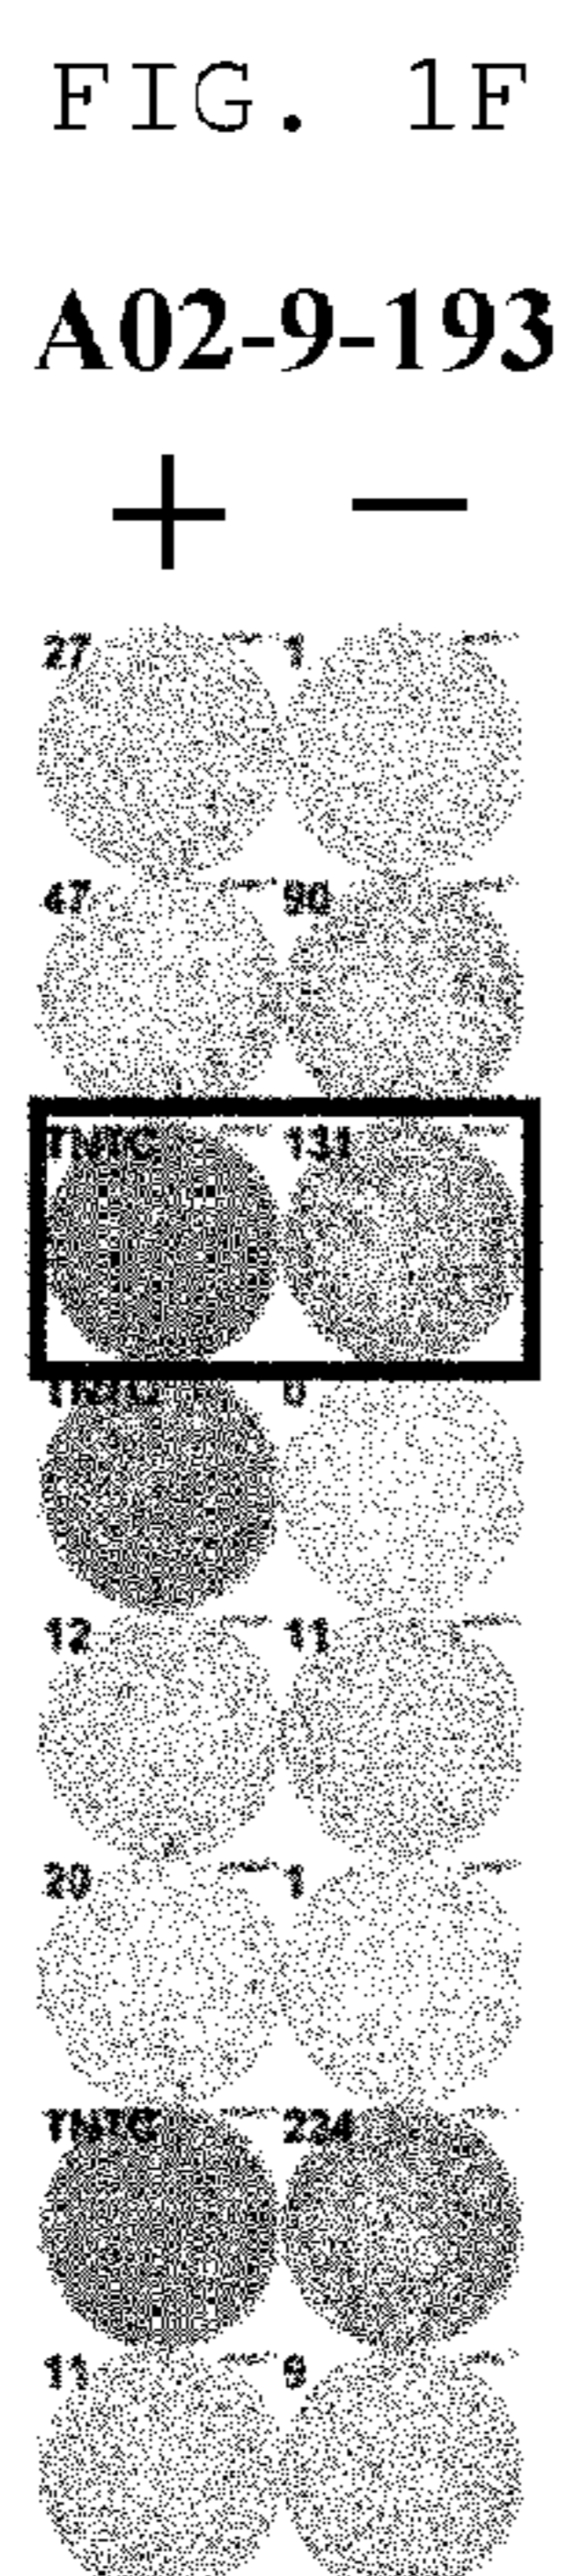 FIG. 1F
A02-9-193
+ −
27 1
47 90
TNTC 131
TNTC 0
12 11
20 1
TNTC 224
11 9